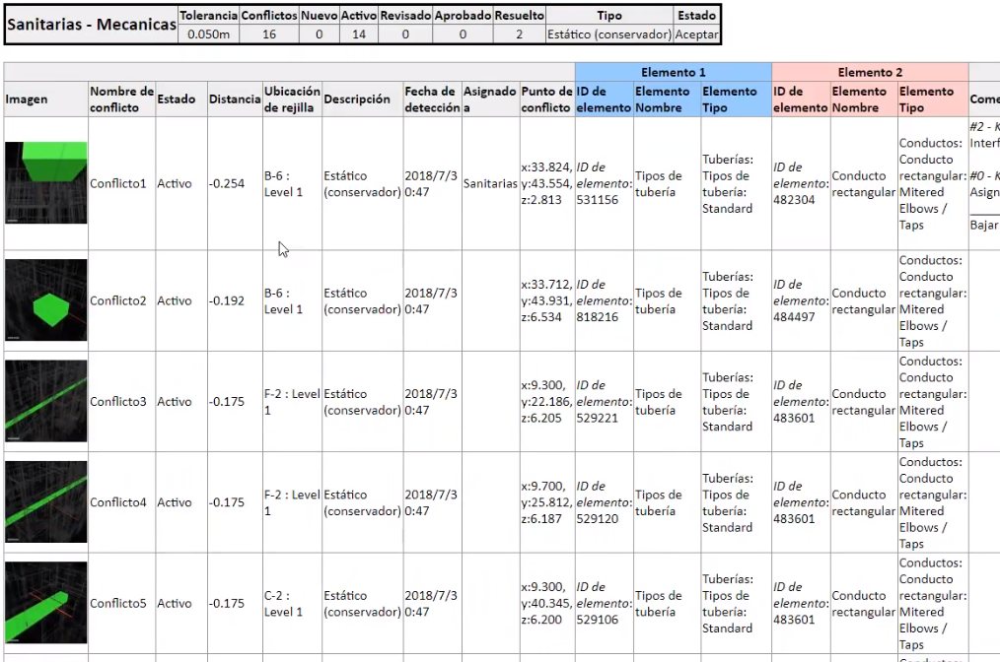 Sanitarias - Mecanicas
Tolerancia Conflictos Nuevo Activo Revisado Aprobado Resuelto Tipo Estado
0.050m 16 0 14 0 0 2 Estático (conservador) Aceptar
Elemento 1 Elemento 2
Imagen
Nombre de
conflicto
Estado
Distancia
Ubicación
de rejilla
Descripción
Fecha de
detección
Asignado
a
Punto de
conflicto
ID de
elemento
Elemento
Nombre
Elemento
Tipo
ID de
elemento
Elemento
Nombre
Elemento
Tipo
Come
Conflicto1
Activo
-0.254
B-6 :
Level 1
Estático
(conservador)
2018/7/3
0:47
Sanitarias
x:33.824,
y:43.554,
z:2.813
ID de
elemento:
531156
Tipos de
tubería
Tuberías:
Tipos de
tubería:
Standard
ID de
elemento:
482304
Conducto
rectangular
Conductos:
Conducto
rectangular:
Mitered
Elbows /
Taps
#2 - K
Interf
#0 - K
Asign
Bajar
Conflicto2
Activo
-0.192
B-6 :
Level 1
Estático
(conservador)
2018/7/3
0:47
x:33.712,
y:43.931,
z:6.534
ID de
elemento:
818216
Tipos de
tubería
Tuberías:
Tipos de
tubería:
Standard
ID de
elemento:
484497
Conducto
rectangular
Conductos:
Conducto
rectangular:
Mitered
Elbows /
Taps
Conflicto3
Activo
-0.175
F-2 : Level
1
Estático
(conservador)
2018/7/3
0:47
x:9.300,
y:22.186,
z:6.205
ID de
elemento:
529221
Tipos de
tubería
Tuberías:
Tipos de
tubería:
Standard
ID de
elemento:
483601
Conducto
rectangular
Conductos:
Conducto
rectangular:
Mitered
Elbows /
Taps
Conflicto4
Activo
-0.175
F-2 : Level
1
Estático
(conservador)
2018/7/3
0:47
x:9.700,
y:25.812,
z:6.187
ID de
elemento:
529120
Tipos de
tubería
Tuberías:
Tipos de
tubería:
Standard
ID de
elemento:
483601
Conducto
rectangular
Conductos:
Conducto
rectangular:
Mitered
Elbows /
Taps
Conflicto5
Activo
-0.175
C-2 :
Level 1
Estático
(conservador)
2018/7/3
0:47
x:9.300,
y:40.345,
z:6.200
ID de
elemento:
529106
Tipos de
tubería
Tuberías:
Tipos de
tubería:
Standard
ID de
elemento:
483601
Conducto
rectangular
Conductos:
Conducto
rectangular:
Mitered
Elbows /
Taps